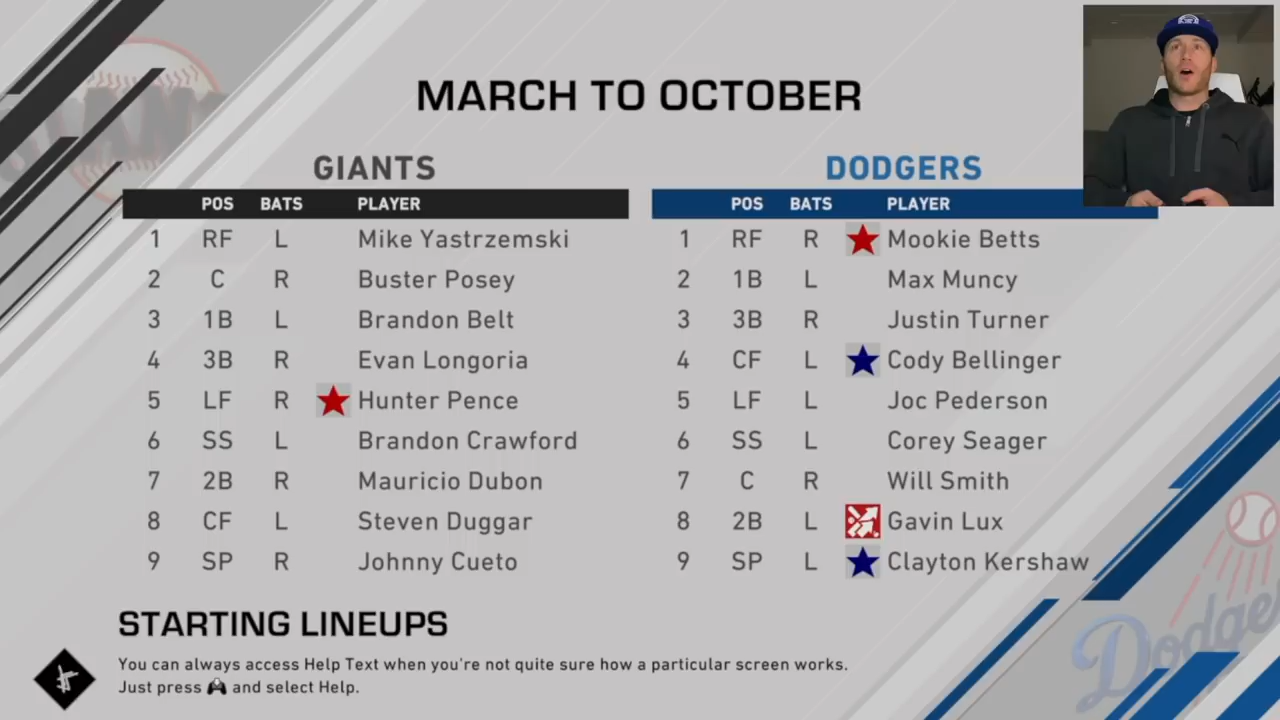 MARCH TO OCTOBER
GIANTS
POS BATS PLAYER
1 RF L Mike Yastrzemski
2 C R Buster Posey
3 1B L Brandon Belt
4 3B R Evan Longoria
5 LF R Hunter Pence
6 SS L Brandon Crawford
7 2B R Mauricio Dubon
8 CF L Steven Duggar
9 SP R Johnny Cueto
DODGERS
POS BATS PLAYER
1 RF R Mookie Betts
2 1B L Max Muncy
3 3B R Justin Turner
4 CF L Cody Bellinger
5 LF L Joc Pederson
6 SS L Corey Seager
7 C R Will Smith
8 2B L Gavin Lux
9 SP L Clayton Kershaw
STARTING LINEUPS
You can always access Help Text when you're not quite sure how a particular screen works.
Just press and select Help.
Dodge